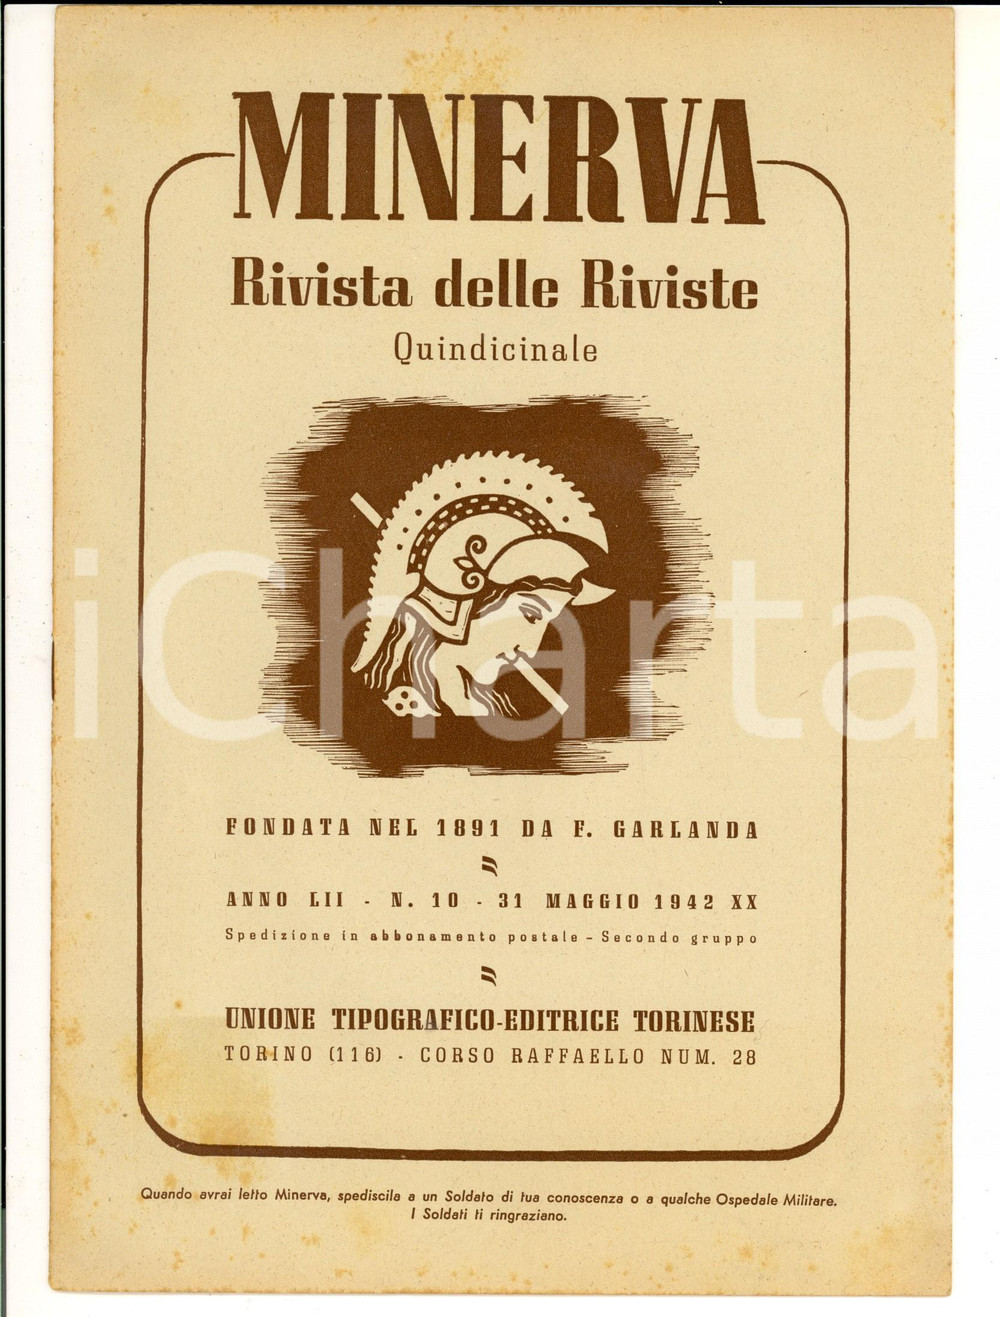 MINERVA
Rivista delle Riviste
Quindicinale
iCharta
FONDATA NEL 1891 DA F. GARLANDA
ANNO LII - N. 10 - 31 MAGGIO 1942 XX
Spedizione in abbonamento postale - Secondo gruppo
UNIONE TIPOGRAFICO-EDITRICE TORINESE
TORINO (116) - CORSO RAFFAELLO NUM. 28
Quando avrai letto Minerva, spediscila a un Soldato di tua conoscenza o a qualche Ospedale Militare.
I Soldati ti ringraziano.